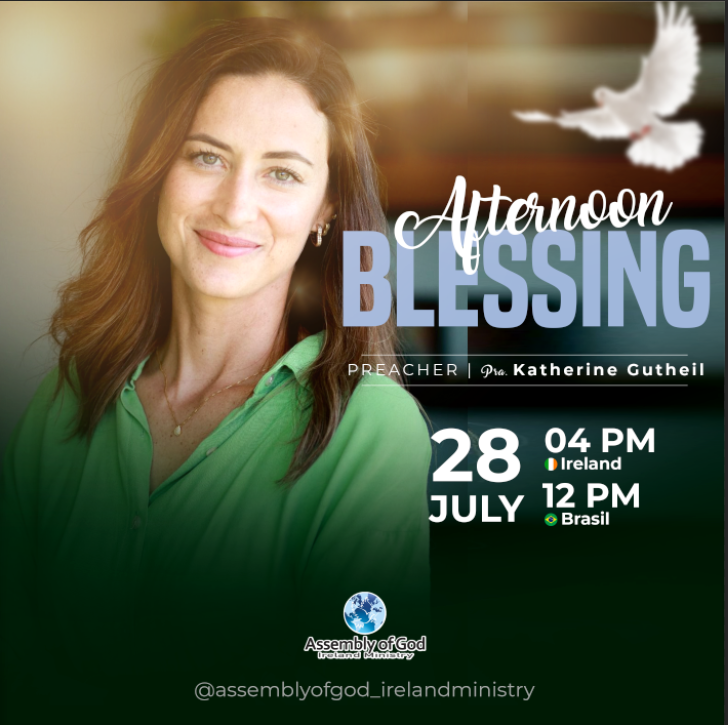 Afternoon
BLESSING
PREACHER | Pra. Katherine Gutheil
28
JULY
04 PM
Ireland
12 PM
Brasil
Assembly of God
Ireland Ministry
@assemblyofgod_irelandministry